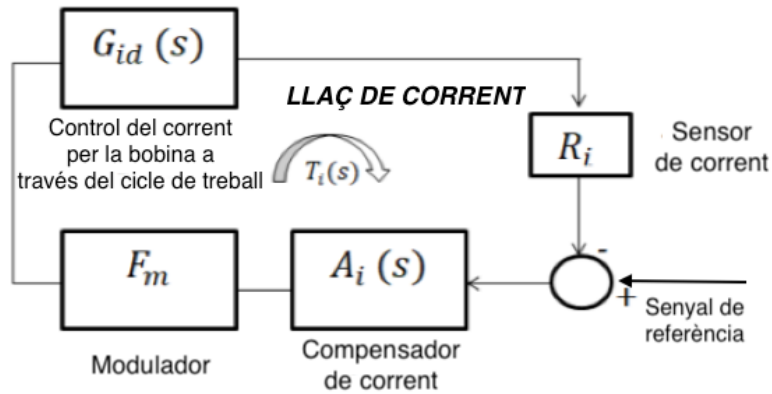 G_id (s)
LLAÇ DE CORRENT
Control del corrent
per la bobina a
través del cicle de treball
T_i(s)
R_i
Sensor
de corrent
-
+
F_m
A_i (s)
Senyal de
referència
Modulador
Compensador
de corrent